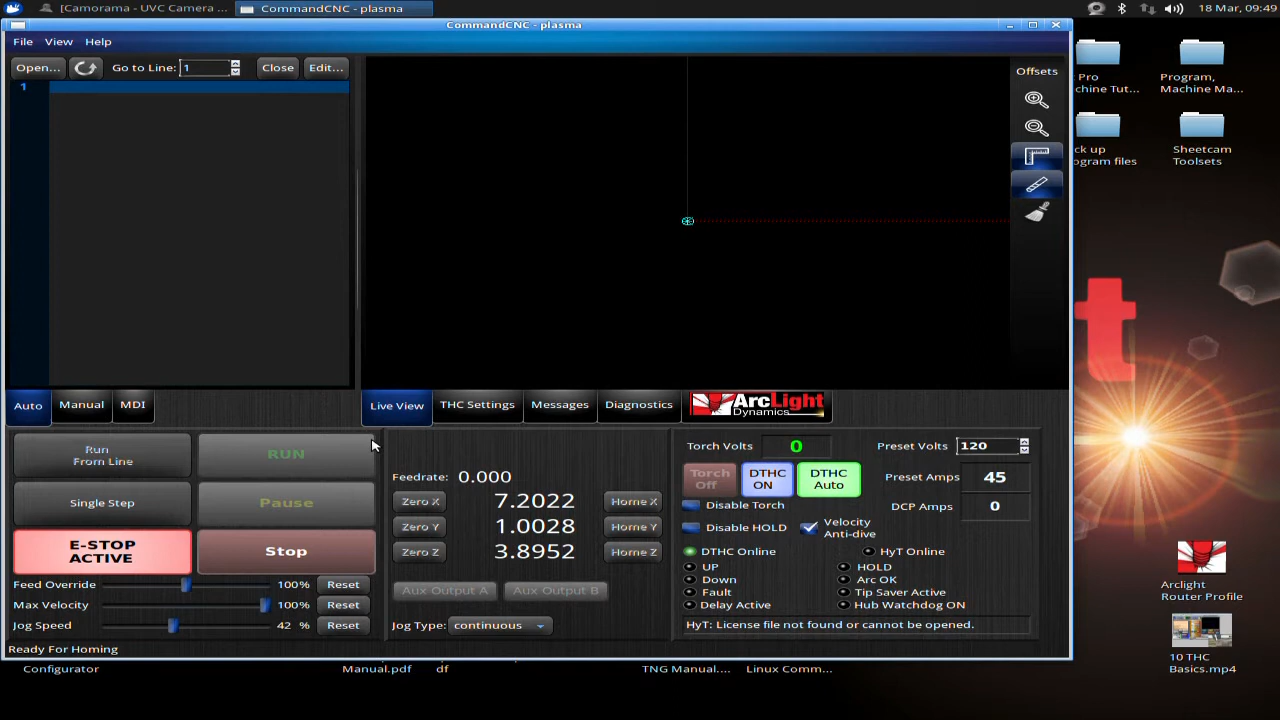 [Camorama - UVC Camera ...
CommandCNC - plasma
18 Mar, 09:49
CommandCNC - plasma
File View Help
Open... Go to Line: 1 Close Edit...
1
Offsets
Auto Manual MDI
Live View THC Settings Messages Diagnostics ArcLight Dynamics
Run
From Line
RUN
Single Step
Pause
E-STOP
ACTIVE
Stop
Feed Override 100% Reset
Max Velocity 100% Reset
Jog Speed 42 % Reset
Ready For Homing
Feedrate: 0.000
Zero X 7.2022 Home X
Zero Y 1.0028 Home Y
Zero Z 3.8952 Home Z
Aux Output A Aux Output B
Jog Type: continuous
Torch Volts 0 Preset Volts 120
Torch
Off
DTHC
ON
DTHC
Auto
Preset Amps 45
Disable Torch
DCP Amps 0
Disable HOLD
Velocity
Anti-dive
DTHC Online HyT Online
UP HOLD
Down Arc OK
Fault Tip Saver Active
Delay Active Hub Watchdog ON
HyT: License file not found or cannot be opened.
Pro
chine Tut...
Program,
Machine Ma...
ck up
ogram files
Sheetcam
Toolsets
t
Arclight
Router Profile
10 THC
Basics.mp4
Configurator
Manual.pdf
df
TNG Manual....
Linux Comm...